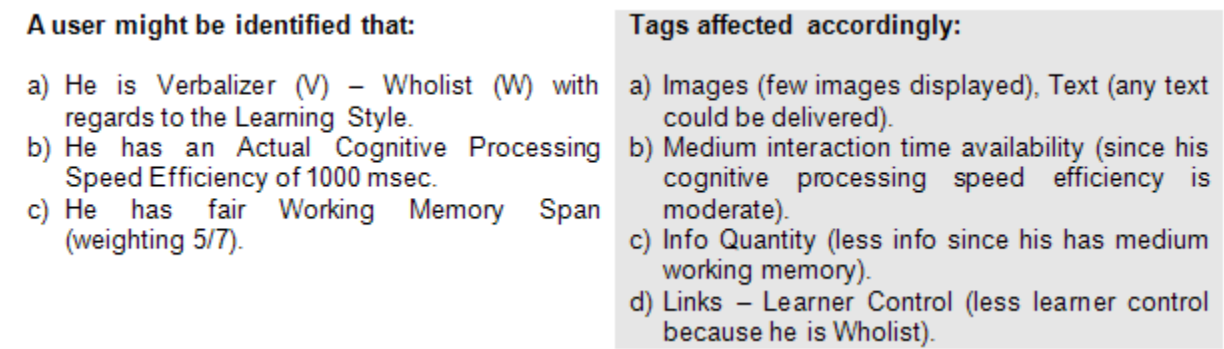 A user might be identified that:
a) He is Verbalizer (V) – Wholist (W) with
regards to the Learning Style.
b) He has an Actual Cognitive Processing
Speed Efficiency of 1000 msec.
c) He has fair Working Memory Span
(weighting 5/7).
Tags affected accordingly:
a) Images (few images displayed), Text (any text
could be delivered).
b) Medium interaction time availability (since his
cognitive processing speed efficiency is
moderate).
c) Info Quantity (less info since his has medium
working memory).
d) Links – Learner Control (less learner control
because he is Wholist).